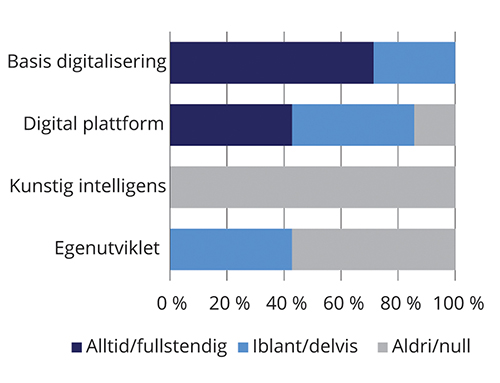 Basis digitalisering
Digital plattform
Kunstig intelligens
Egenutviklet
0 % 20 % 40 % 60 % 80 % 100 %
Alltid/fullstendig Iblant/delvis Aldri/null